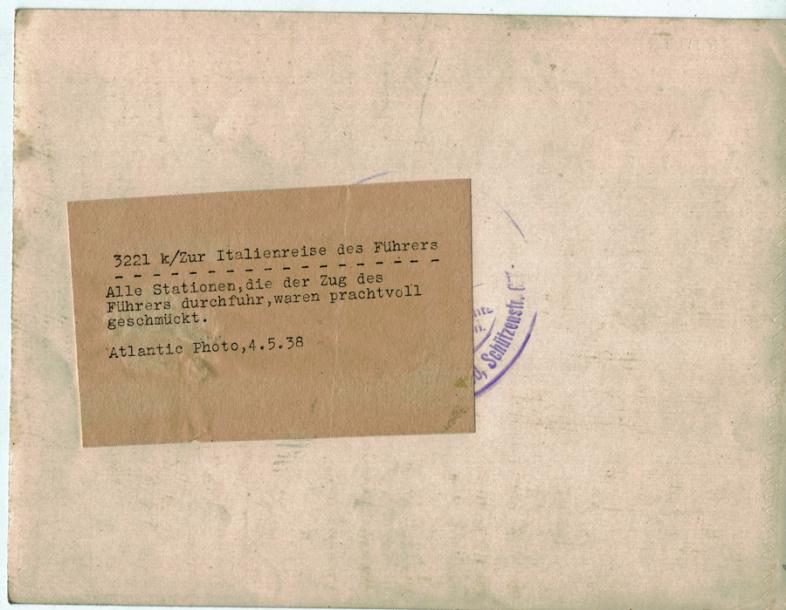 3221 k/Zur Italienreise des Führers
- - - - - - - - - - - - - - - - - -
Alle Stationen,die der Zug des
Führers durchfuhr,waren prachtvoll
geschmückt.
Atlantic Photo,4.5.38
Schützenstr.